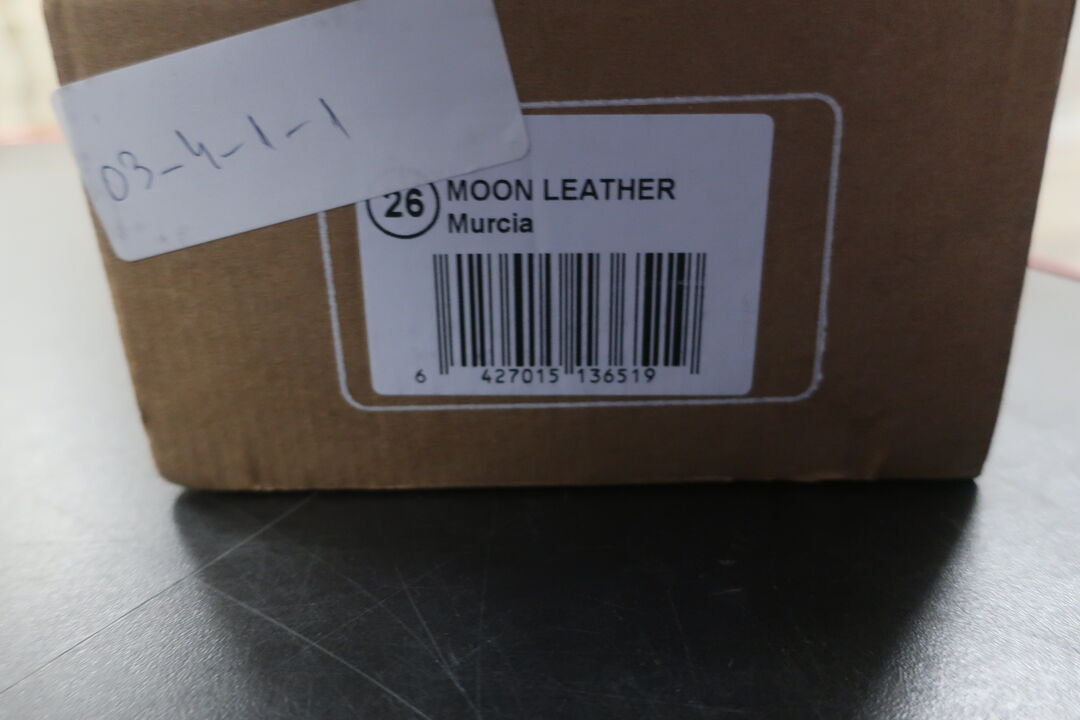 03-4-1-1
26
MOON LEATHER
Murcia
6 427015 136519